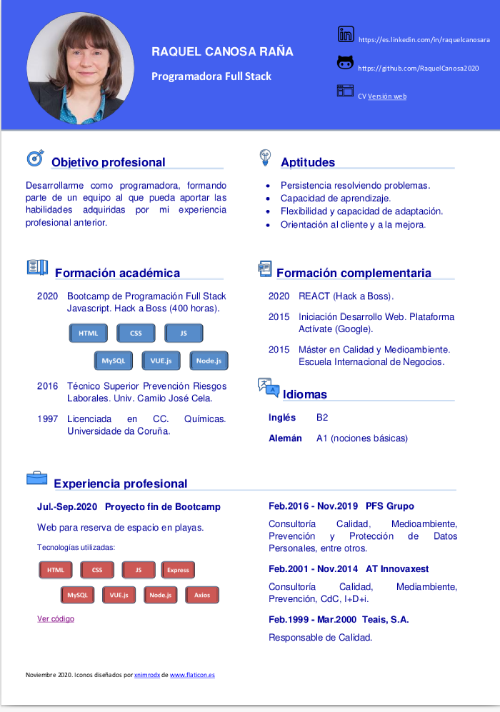 RAQUEL CANOSA RAÑA
Programadora Full Stack
https://es.linkedin.com/in/raquelcanosara
https://github.com/RaquelCanosa2020
CV Versión web
Objetivo profesional
Desarrollarme como programadora, formando
parte de un equipo al que pueda aportar las
habilidades adquiridas por mi experiencia
profesional anterior.
Aptitudes
• Persistencia resolviendo problemas.
• Capacidad de aprendizaje.
• Flexibilidad y capacidad de adaptación.
• Orientación al cliente y a la mejora.
Formación académica
2020 Bootcamp de Programación Full Stack
Javascript. Hack a Boss (400 horas).
HTML CSS JS
MySQL VUE.js Node.js
2016 Técnico Superior Prevención Riesgos
Laborales. Univ. Camilo José Cela.
1997 Licenciada en CC. Químicas.
Universidade da Coruña.
Formación complementaria
2020 REACT (Hack a Boss).
2015 Iniciación Desarrollo Web. Plataforma
Actívate (Google).
2015 Máster en Calidad y Medioambiente.
Escuela Internacional de Negocios.
Idiomas
Inglés B2
Alemán A1 (nociones básicas)
Experiencia profesional
Jul.-Sep.2020 Proyecto fin de Bootcamp
Web para reserva de espacio en playas.
Tecnologías utilizadas:
HTML CSS JS Express
MySQL VUE.js Node.js Axios
Ver código
Feb.2016 - Nov.2019 PFS Grupo
Consultoría Calidad, Medioambiente,
Prevención y Protección de Datos
Personales, entre otros.
Feb.2001 - Nov.2014 AT Innovaxest
Consultoría Calidad, Mediambiente,
Prevención, CdC, I+D+i.
Feb.1999 - Mar.2000 Teais, S.A.
Responsable de Calidad.
Noviembre 2020. Iconos diseñados por xnimrodx de www.flaticon.es